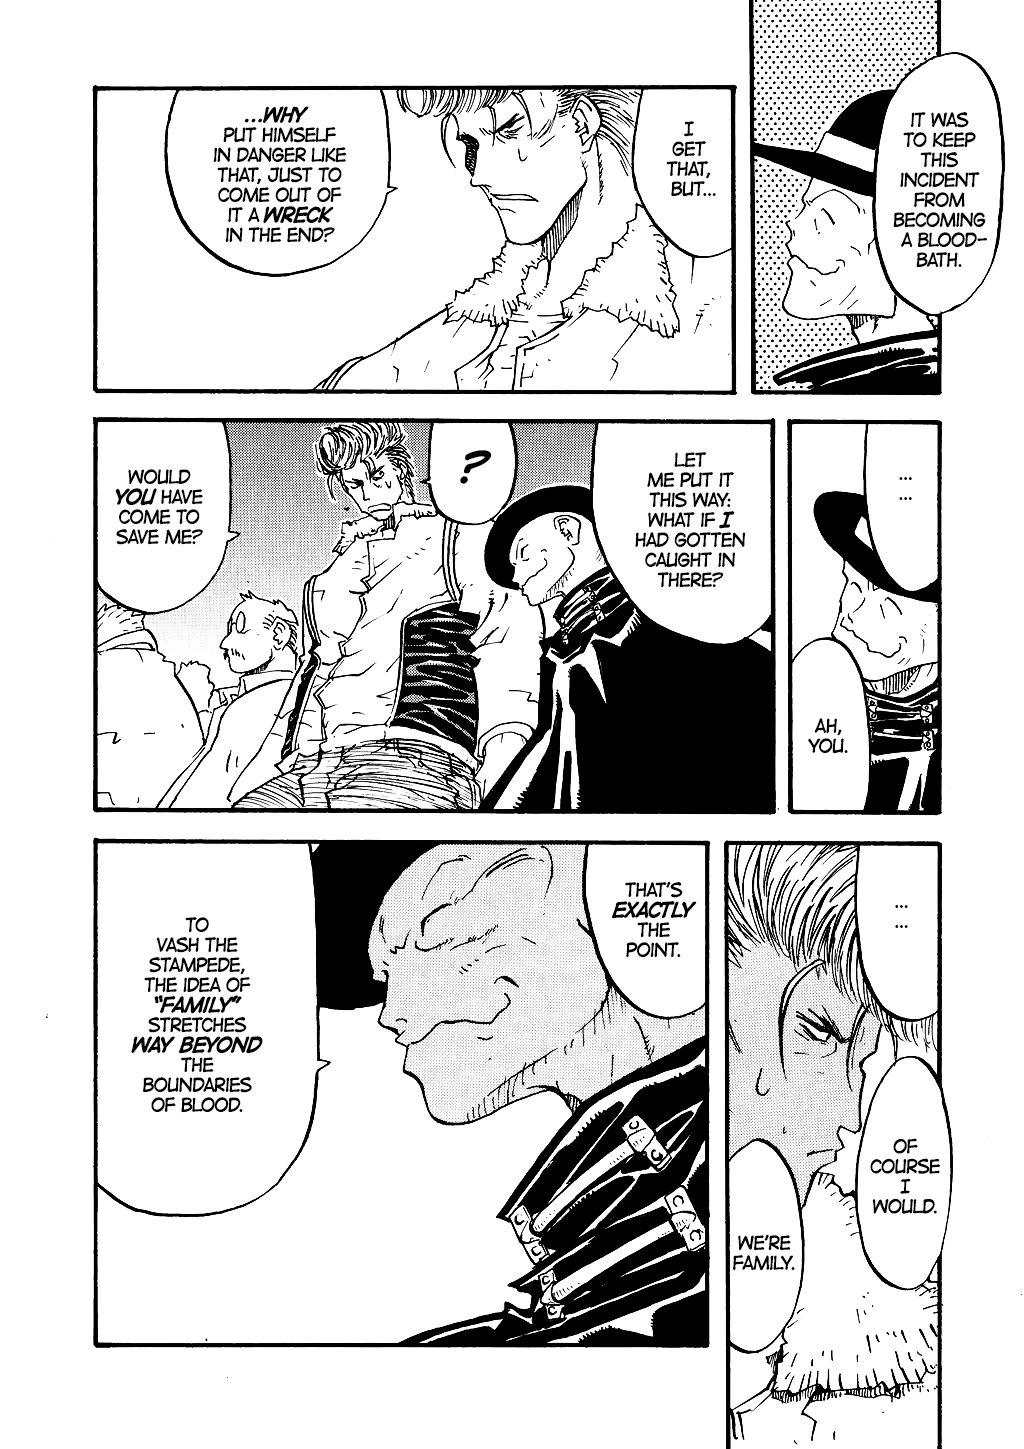 IT WAS
TO KEEP
THIS
INCIDENT
FROM
BECOMING
A BLOOD-
BATH.
I
GET
THAT,
BUT...
...WHY
PUT HIMSELF
IN DANGER LIKE
THAT, JUST TO
COME OUT OF
IT A WRECK
IN THE END?
...
...
AH,
YOU.
LET
ME PUT IT
THIS WAY:
WHAT IF I
HAD GOTTEN
CAUGHT IN
THERE?
?
WOULD
YOU HAVE
COME TO
SAVE ME?
...
...
OF
COURSE
I
WOULD.
WE'RE
FAMILY.
THAT'S
EXACTLY
THE
POINT.
TO
VASH THE
STAMPEDE,
THE IDEA OF
"FAMILY"
STRETCHES
WAY BEYOND
THE
BOUNDARIES
OF BLOOD.